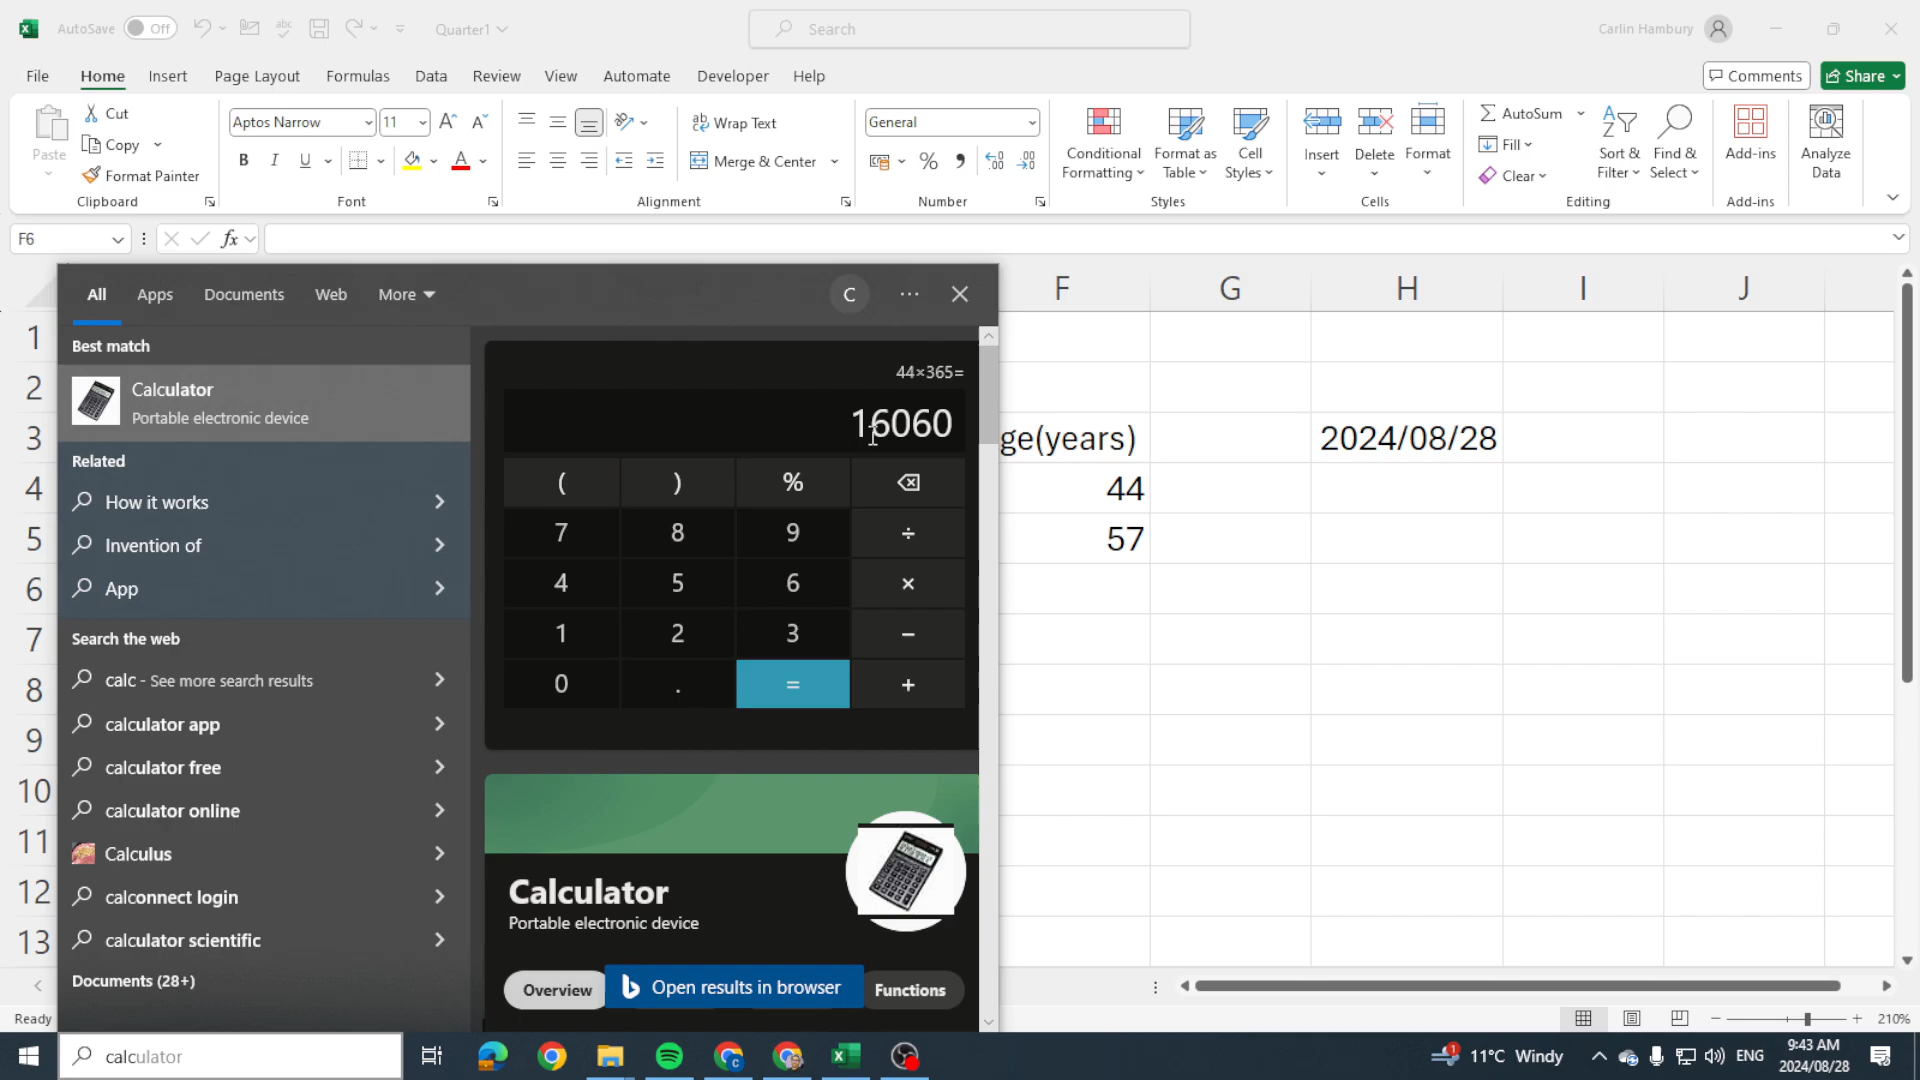 AutoSave Off abc Quarter1 Search Carlin Hambury
File Home Insert Page Layout Formulas Data Review View Automate Developer Help Comments Share
Paste Cut Copy Format Painter
Clipboard
Aptos Narrow 11 A A
B I U A
Font
ab Wrap Text
Merge & Center
Alignment
General
% 9 .00 .00
Number
Conditional Formatting Format as Table Cell Styles
Styles
Insert Delete Format
Cells
AutoSum
Fill
Clear
Sort & Filter Find & Select
Editing
Add-ins
Add-ins
Analyze Data
F6 fx
All Apps Documents Web More C ...
Best match
Calculator
Portable electronic device
Related
How it works
Invention of
App
Search the web
calc - See more search results
calculator app
calculator free
calculator online
Calculus
calconnect login
calculator scientific
Documents (28+)
44×365=
16060
( ) %
7 8 9 ÷
4 5 6 ×
1 2 3 −
0 . = +
Calculator
Portable electronic device
Overview Open results in browser Functions
F G H I J
1
2
3 ge(years) 2024/08/28
4 44
5 57
6
7
8
9
10
11
12
13
Ready 210%
calculator 1 11°C Windy ENG 9:43 AM
2024/08/28